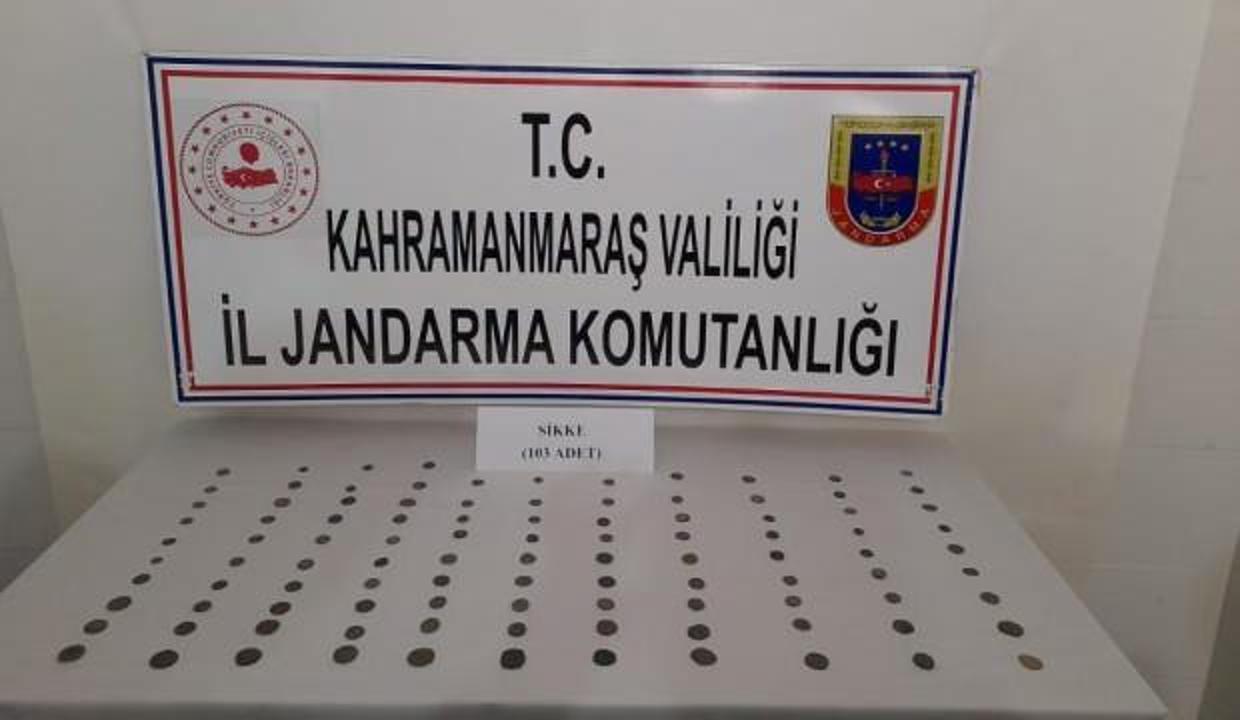 T.C.
KAHRAMANMARAŞ VALİLİĞİ
İL JANDARMA KOMUTANLIĞI
JANDARMA
SİKKE
(103 ADET)